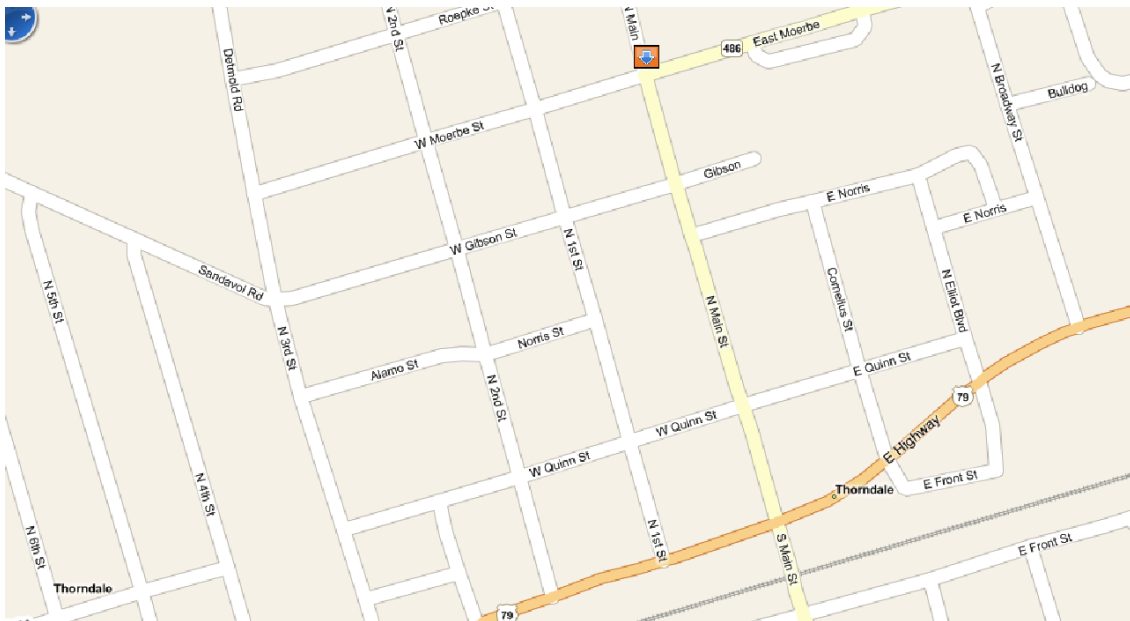 Roepke St
N 2nd St
N Main
East Moerbe
486
Detmold Rd
N Broadway St
Bulldog
W Moerbe St
Gibson
E Norris
E Norris
W Gibson St
N 1st St
Sandavol Rd
N 5th St
N Elliot Blvd
Cornelius St
N Main St
N 3rd St
Norris St
Alamo St
E Quinn St
N 2nd St
79
W Quinn St
E Highway
W Quinn St
E Front St
Thorndale
N 4th St
N 6th St
N 1st St
S Main St
E Front St
Thorndale
79